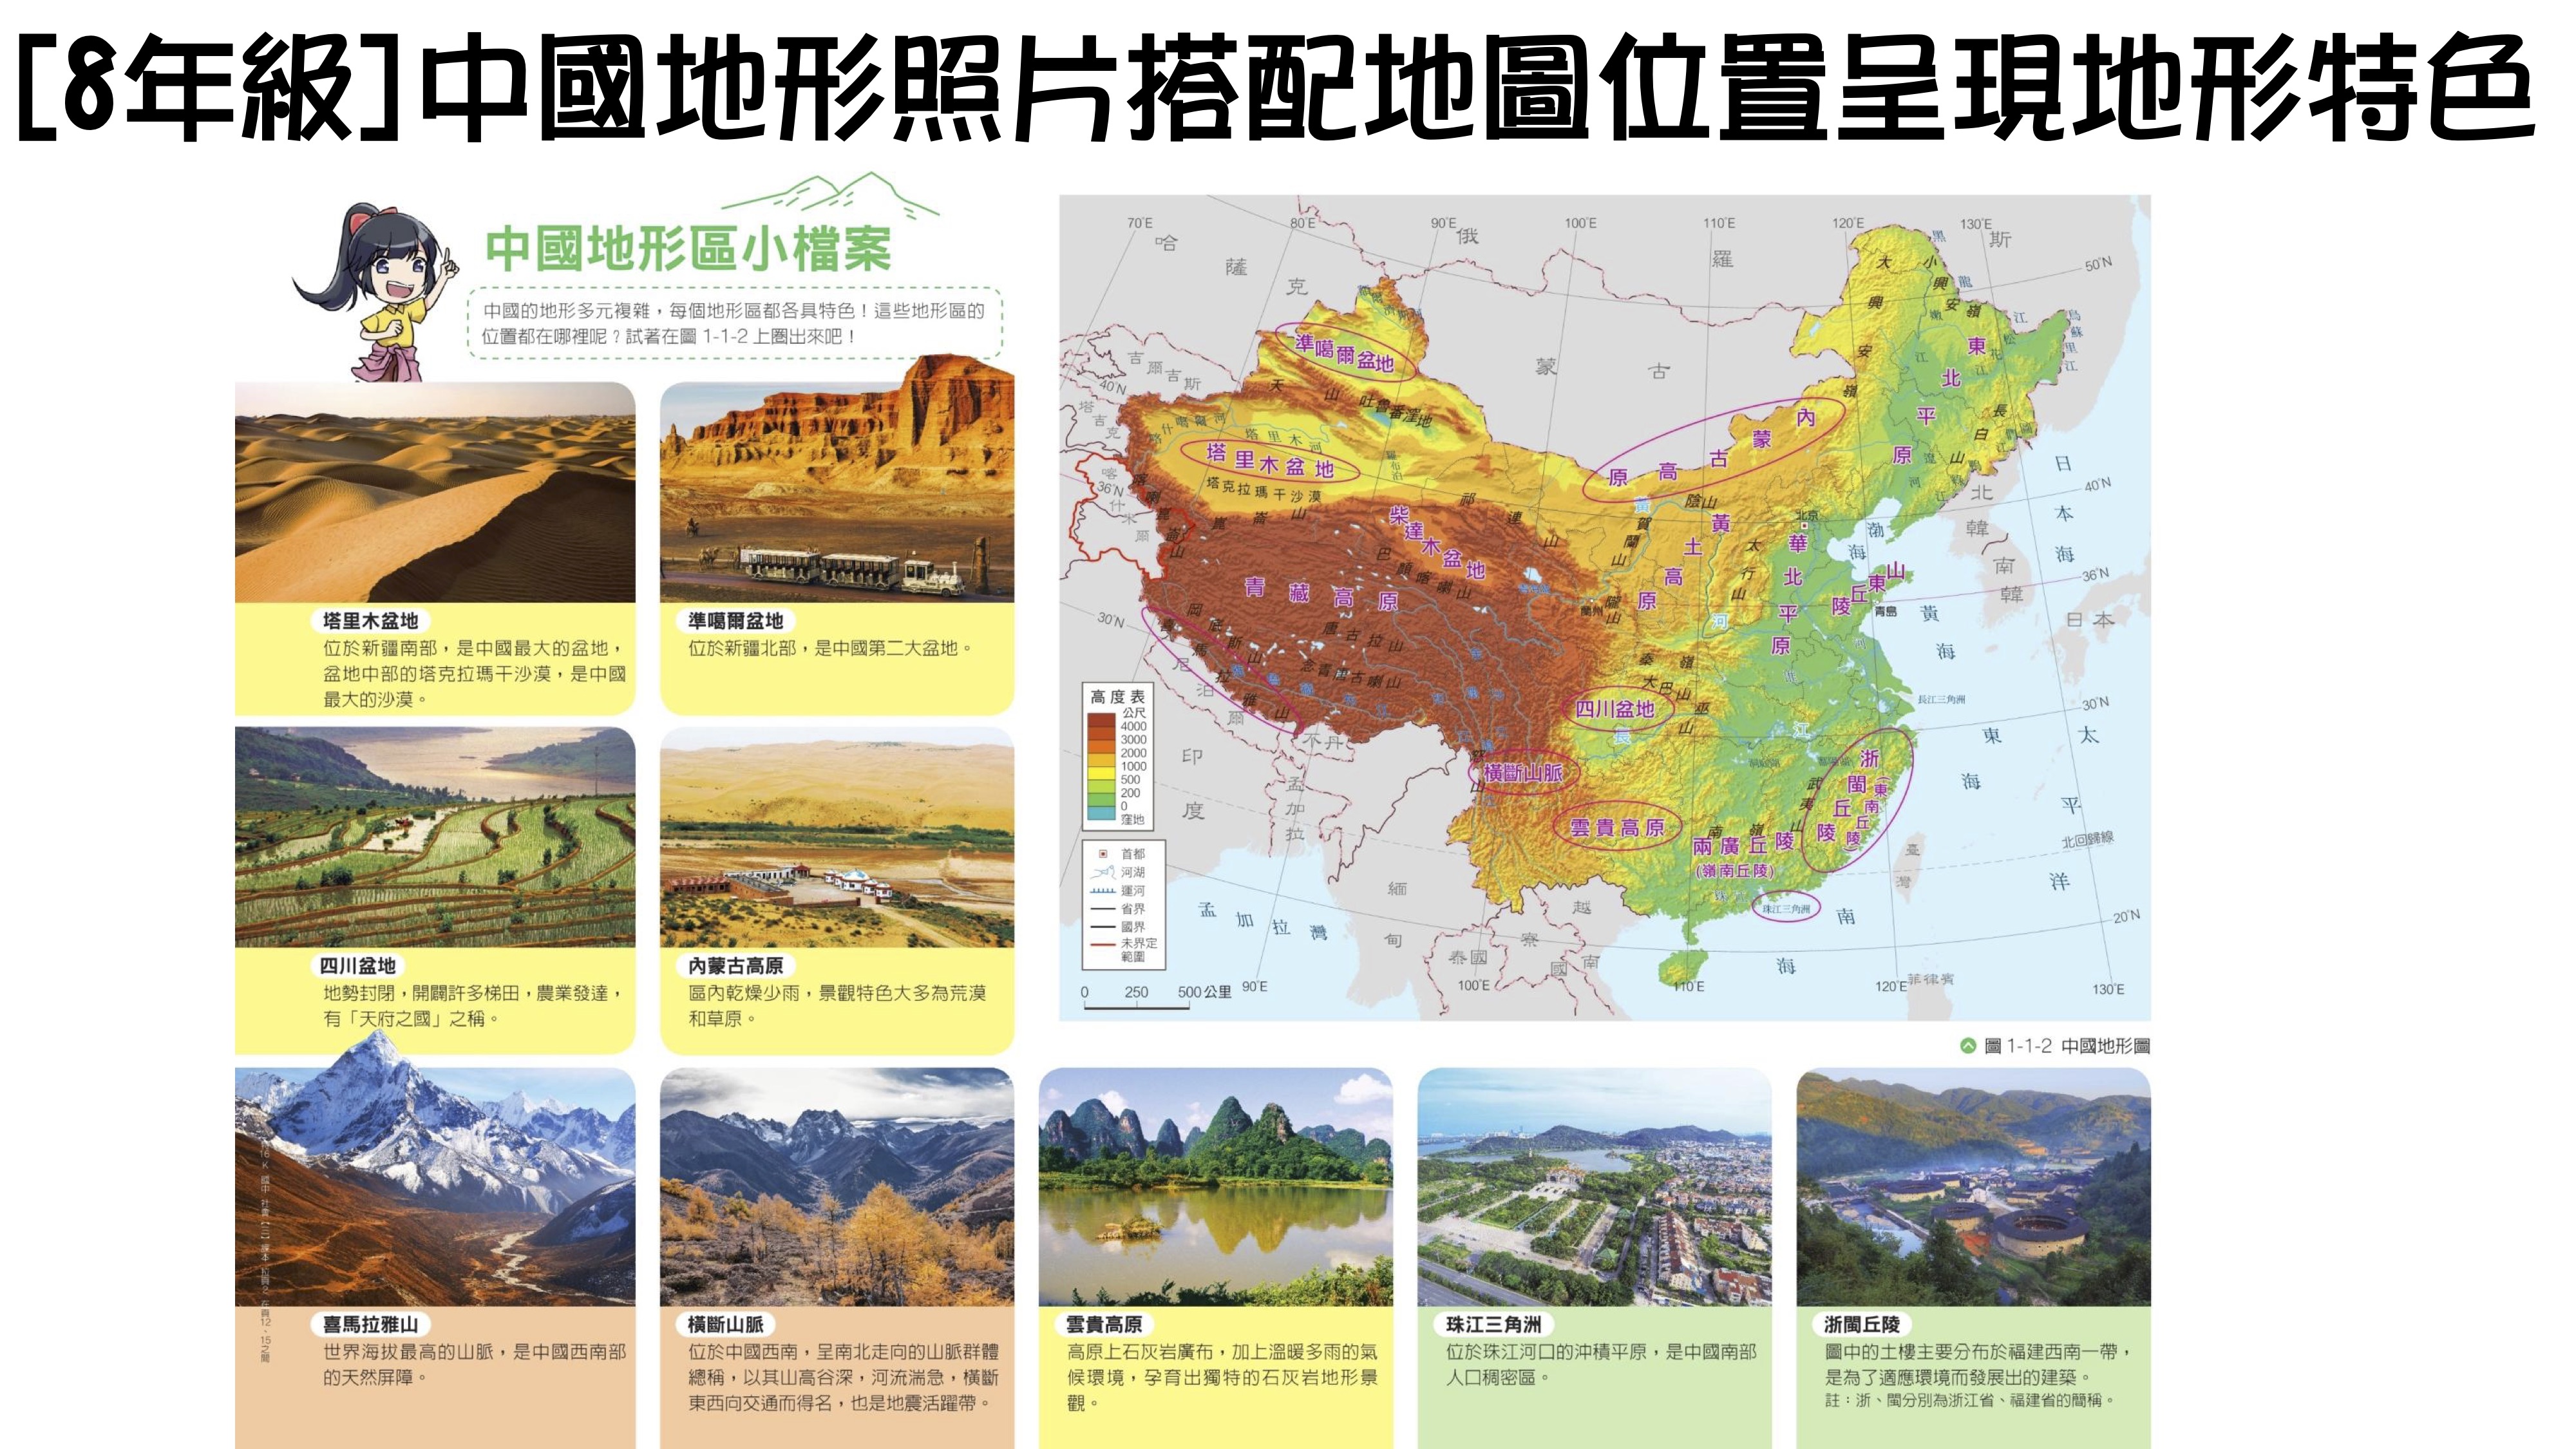 [8年級]中國地形照片搭配地圖位置呈現地形特色
中國地形區小檔案
中國的地形多元複雜，每個地形區都各具特色！這些地形區的
位置都在哪裡呢？試著在圖 1-1-2 上圈出來吧！
塔里木盆地
位於新疆南部，是中國最大的盆地，
盆地中部的塔克拉瑪干沙漠，是中國
最大的沙漠。
準噶爾盆地
位於新疆北部，是中國第二大盆地。
四川盆地
地勢封閉，開闢許多梯田，農業發達，
有「天府之國」之稱。
內蒙古高原
區內乾燥少雨，景觀特色大多為荒漠
和草原。
70°E
80°E
90°E
100°E
110°E
120°E
130°E
50°N
40°N
36°N
30°N
20°N
40°N
36°N
30°N
90°E
100°E
110°E
120°E
130°E
哈薩克
俄羅斯
蒙古
吉爾吉斯
塔吉克
喀什米爾
尼泊爾
不丹
印度
孟加拉
緬甸
泰國
寮國
越南
菲律賓
北韓
南韓
日本
臺灣
日本海
渤海
黃海
東海
南海
太平洋
孟加拉灣
北回歸線
準噶爾盆地
天山
吐魯番窪地
塔里木河
塔里木盆地
塔克拉瑪干沙漠
崑崙山
祁連山
柴達木盆地
巴顏喀喇山
青藏高原
唐古拉山
念青唐古喇山
岡底斯山
喜馬拉雅山
內蒙古高原
陰山
賀蘭山
黃土高原
太行山
北京
華北平原
山東丘陵
青島
蘭州
隴山
黃河
秦嶺
大巴山
巫山
四川盆地
長江
長江三角洲
橫斷山脈
雲貴高原
南嶺
兩廣丘陵
(嶺南丘陵)
武夷山
浙閩丘陵
(東南丘陵)
珠江三角洲
大興安嶺
小興安嶺
東北平原
長白山
黑龍江
烏蘇里江
高度表
公尺
4000
3000
2000
1000
500
200
0
窪地
首都
河湖
運河
省界
國界
未界定
範圍
0 250 500公里
圖 1-1-2 中國地形圖
喜馬拉雅山
世界海拔最高的山脈，是中國西南部
的天然屏障。
橫斷山脈
位於中國西南，呈南北走向的山脈群體
總稱，以其山高谷深，河流湍急，橫斷
東西向交通而得名，也是地震活躍帶。
雲貴高原
高原上石灰岩廣布，加上溫暖多雨的氣
候環境，孕育出獨特的石灰岩地形景
觀。
珠江三角洲
位於珠江河口的沖積平原，是中國南部
人口稠密區。
浙閩丘陵
圖中的土樓主要分布於福建西南一帶，
是為了適應環境而發展出的建築。
註：浙、閩分別為浙江省、福建省的簡稱。